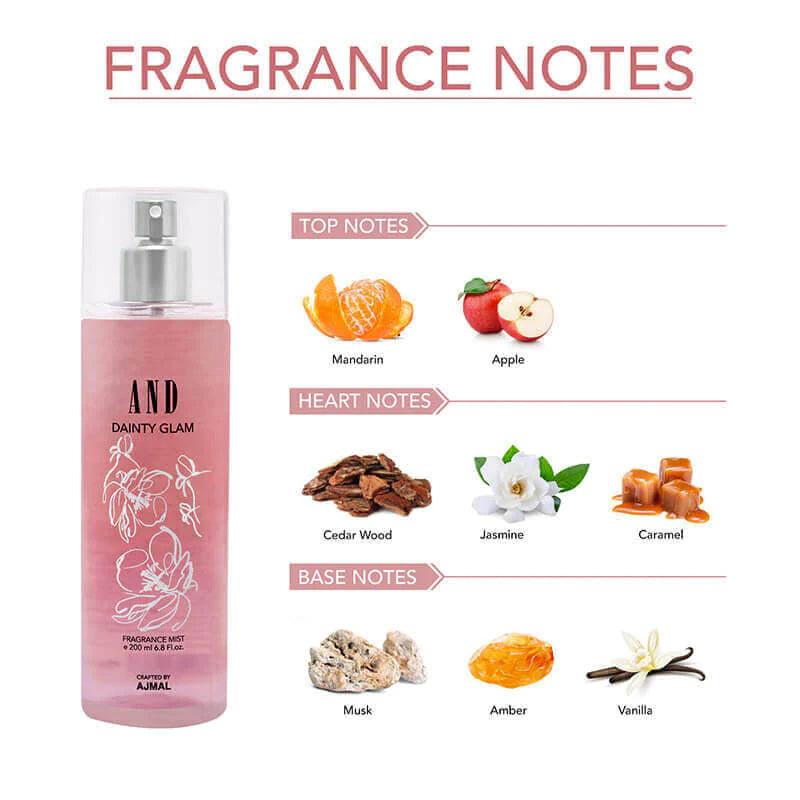 FRAGRANCE NOTES
AND
DAINTY GLAM
FRAGRANCE MIST
e 200 ml 6.8 Fl.oz.
CRAFTED BY
AJMAL
TOP NOTES
Mandarin Apple
HEART NOTES
Cedar Wood Jasmine Caramel
BASE NOTES
Musk Amber Vanilla